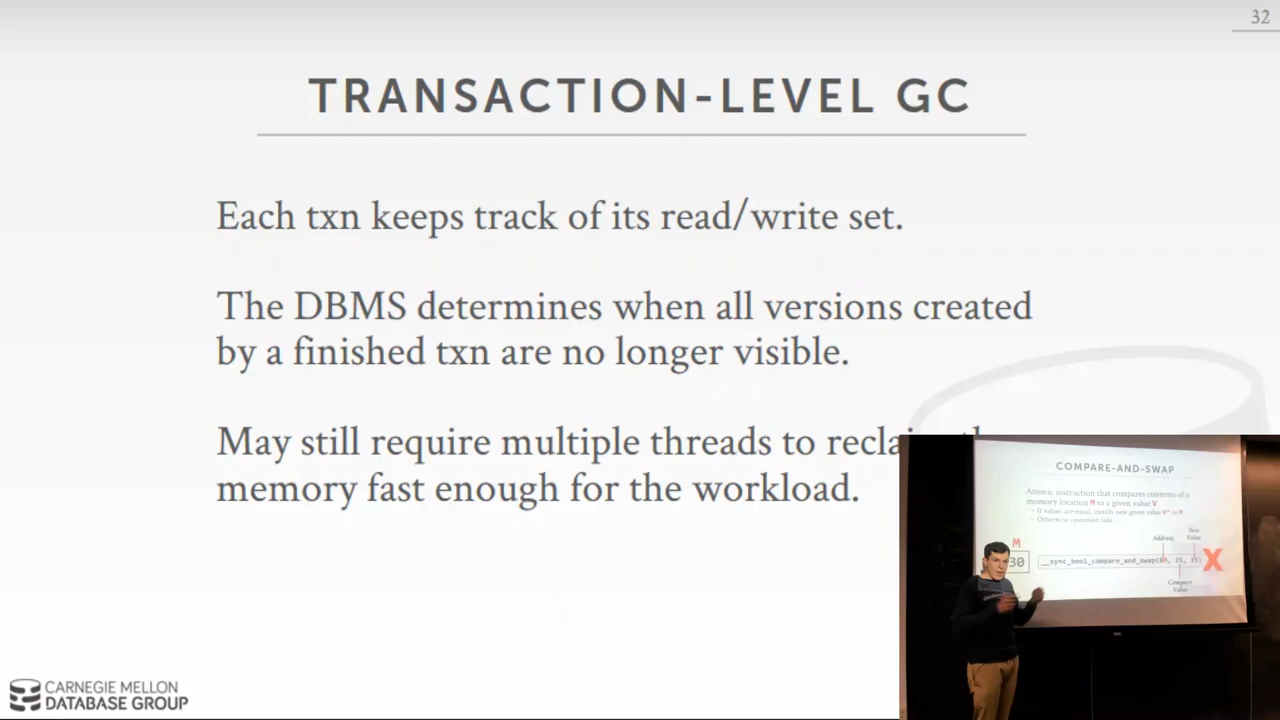 32
TRANSACTION-LEVEL GC
Each txn keeps track of its read/write set.
The DBMS determines when all versions created
by a finished txn are no longer visible.
May still require multiple threads to
memory fast enough for the workload.
COMPARE-AND-SWAP
Atomic instruction that compares contents of a
memory location M to a given value V
→ If values are equal, installs new given value V' in M
→ Otherwise operation fails
New
Value
Address
M
30
__sync_bool_compare_and_swap(&M, 25, 35)
X
Compare
Value
CARNEGIE MELLON
DATABASE GROUP